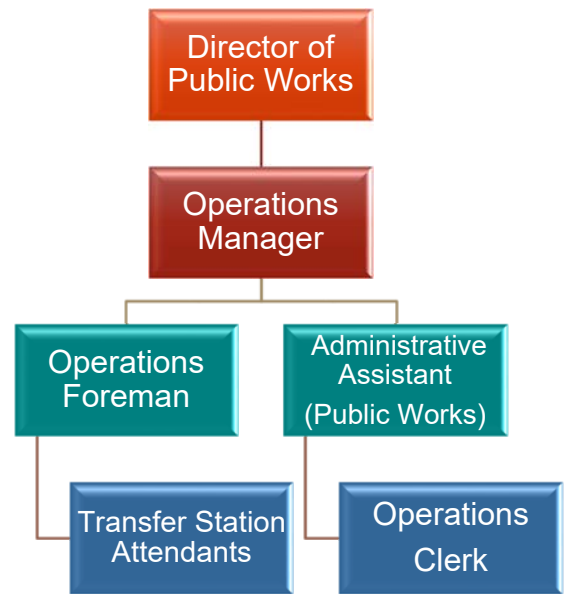 Director of
Public Works
Operations
Manager
Operations
Foreman
Administrative
Assistant
(Public Works)
Transfer Station
Attendants
Operations
Clerk